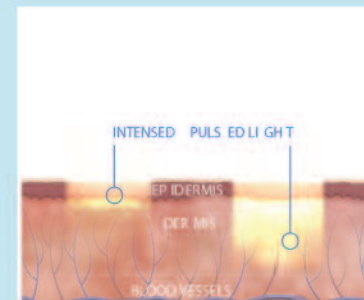 INTENSED PULS ED LI GH T
EP IDERMIS
DER MIS
BLOOD VESSELS